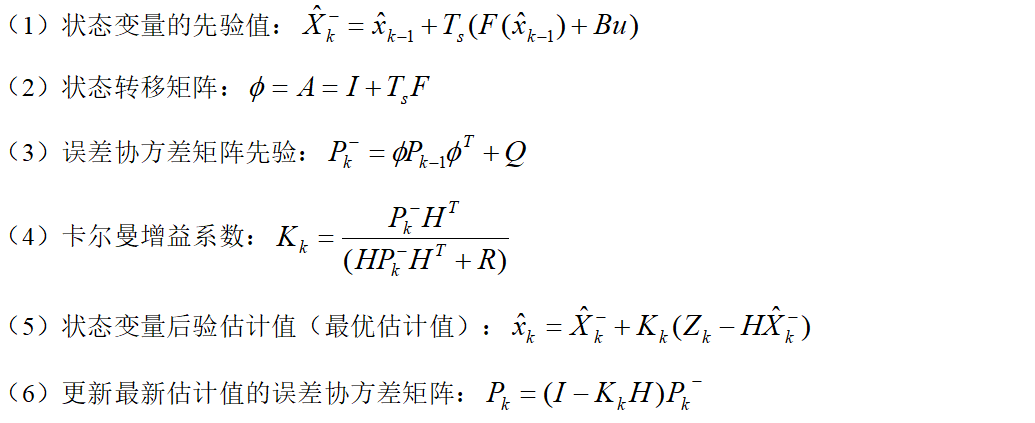 （1）状态变量的先验值： $\hat{X}_k^- = \hat{x}_{k-1} + T_s(F(\hat{x}_{k-1}) + Bu)$
（2）状态转移矩阵： $\phi = A = I + T_s F$
（3）误差协方差矩阵先验： $P_k^- = \phi P_{k-1} \phi^T + Q$
（4）卡尔曼增益系数： $K_k = \frac{P_k^- H^T}{(HP_k^- H^T + R)}$
（5）状态变量后验估计值（最优估计值）： $\hat{x}_k = \hat{X}_k^- + K_k(Z_k - H\hat{X}_k^-)$
（6）更新最新估计值的误差协方差矩阵： $P_k = (I - K_k H)P_k^-$